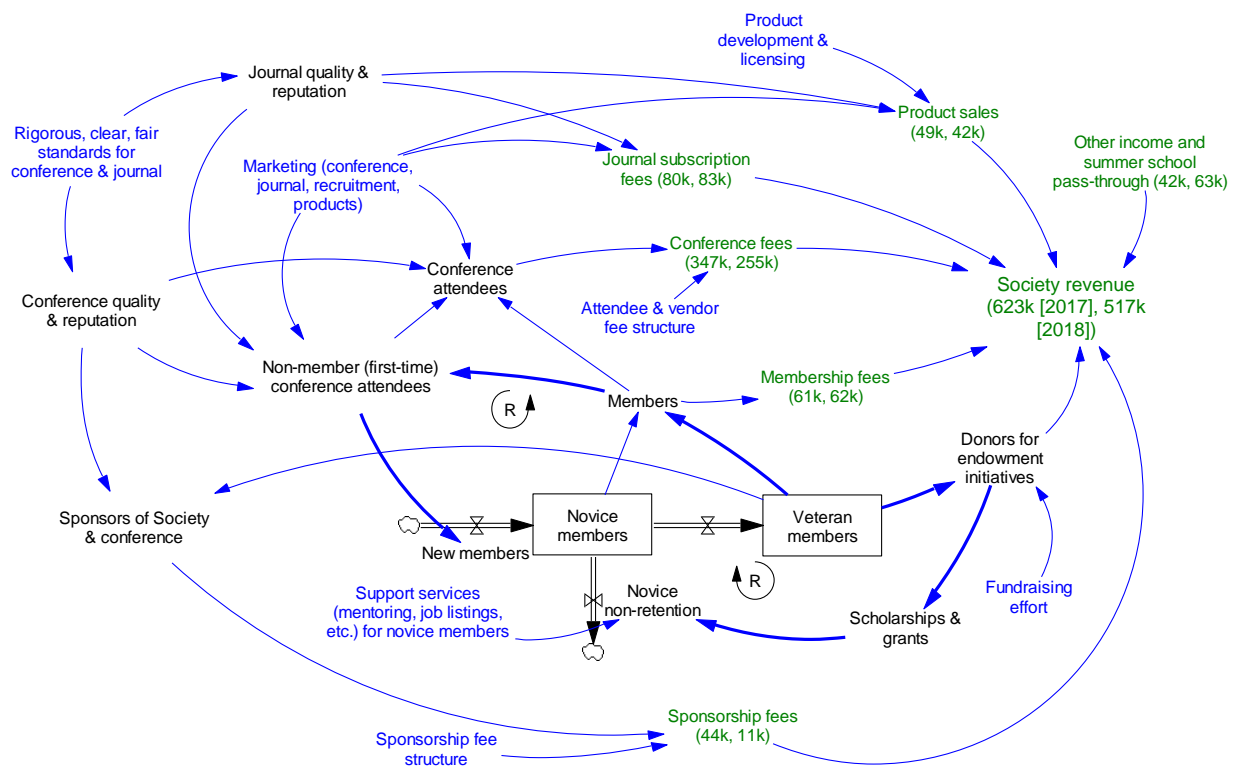 Product
development &
licensing
Journal quality &
reputation
Product sales
(49k, 42k)
Rigorous, clear, fair
standards for
conference & journal
Marketing (conference,
journal, recruitment,
products)
Journal subscription
fees (80k, 83k)
Other income and
summer school
pass-through (42k, 63k)
Conference fees
(347k, 255k)
Conference
attendees
Society revenue
(623k [2017], 517k
[2018])
Conference quality
& reputation
Attendee & vendor
fee structure
Non-member (first-time)
conference attendees
Membership fees
(61k, 62k)
Members
R
Donors for
endowment
initiatives
Sponsors of Society
& conference
Novice
members
Veteran
members
New members
R
Support services
(mentoring, job listings,
etc.) for novice members
Novice
non-retention
Fundraising
effort
Scholarships &
grants
Sponsorship fees
(44k, 11k)
Sponsorship fee
structure